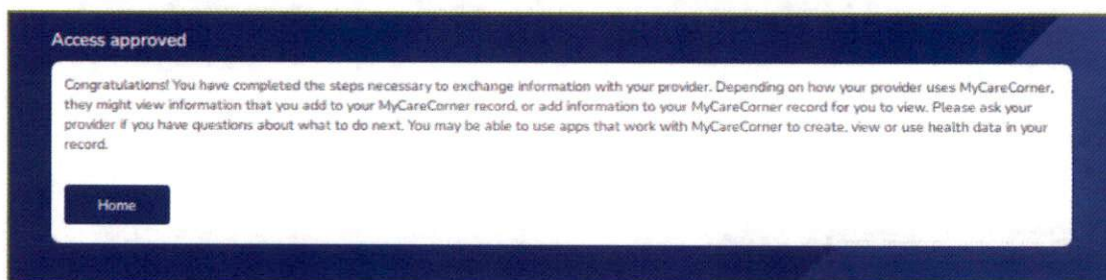 Access approved
Congratulations! You have completed the steps necessary to exchange information with your provider. Depending on how your provider uses MyCareCorner,
they might view information that you add to your MyCareCorner record, or add information to your MyCareCorner record for you to view. Please ask your
provider if you have questions about what to do next. You may be able to use apps that work with MyCareCorner to create, view or use health data in your
record.
Home